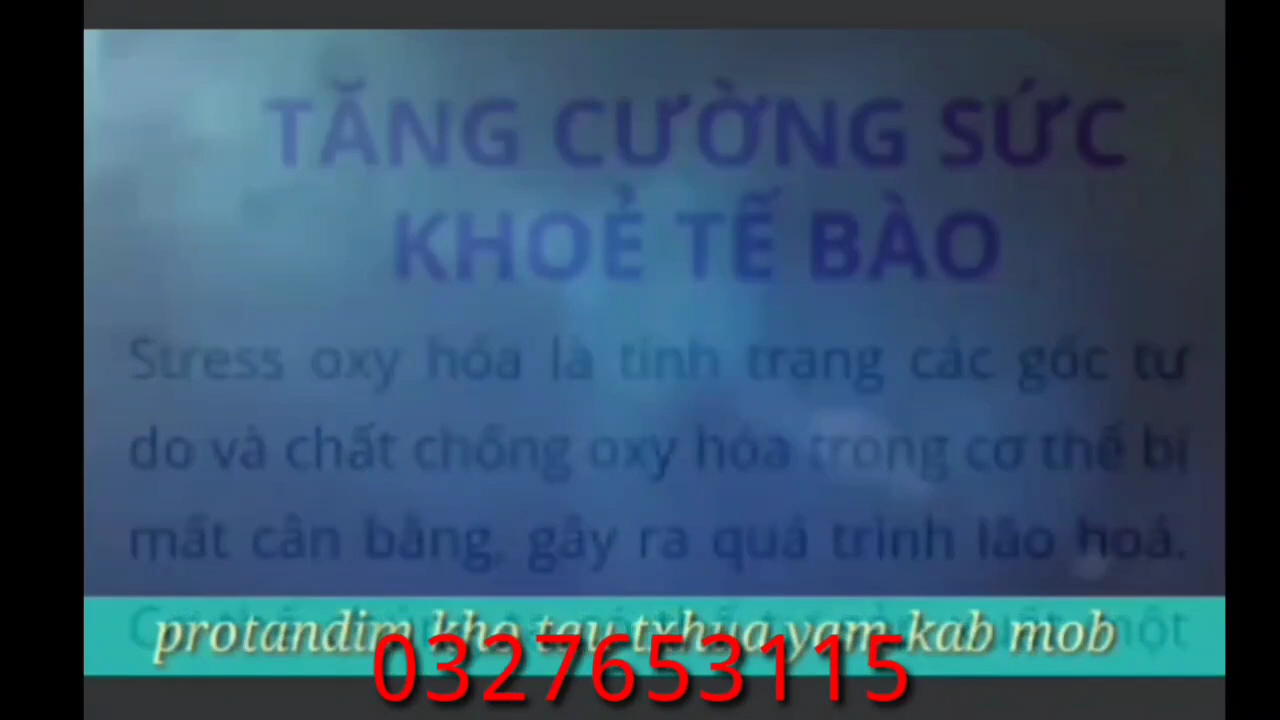 TĂNG CƯỜNG SỨC
KHOẺ TẾ BÀO
Stress oxy hóa là tình trạng các gốc tự
do và chất chống oxy hóa trong cơ thể bị
mất cân bằng, gây ra quá trình lão hoá.
protandim kho tau txhua yam kab mob
0327653115